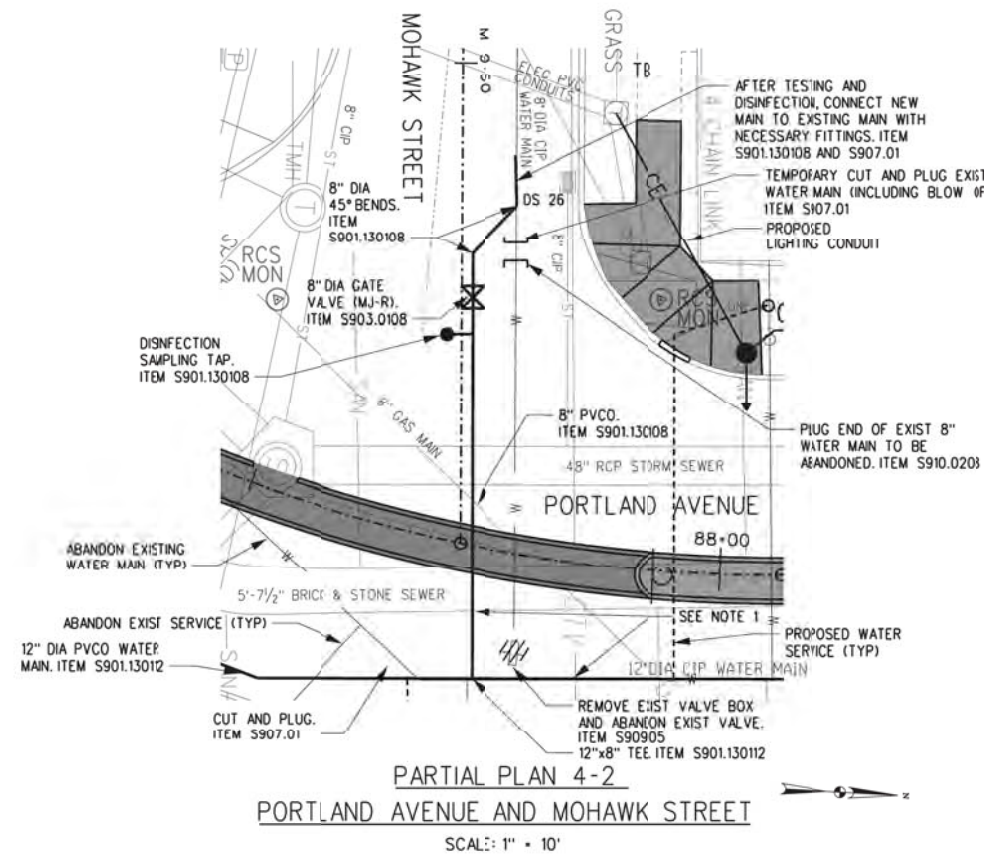 GRASS
MOHAWK STREET
M 9.50
ELEC PVC
CONDUITS
TB
8" DIA CIP
WATER MAIN
4' CHAIN LINK
8" CIP
ST
TMH
T
AFTER TESTING AND
DISINFECTION, CONNECT NEW
MAIN TO EXISTING MAIN WITH
NECESSARY FITTINGS. ITEM
S901.130108 AND S907.01
8" DIA
45° BENDS.
ITEM
S901.130108
DS 26
TEMPORARY CUT AND PLUG EXIST
WATER MAIN (INCLUDING BLOW OF
ITEM S907.01
PROPOSED
LIGHTING CONDUIT
CE
8" CIP
ST
RCS
MON
RCS
MON
8" DIA GATE
VALVE (MJ-R).
ITEM S903.0108
W
DISINFECTION
SAMPLING TAP.
ITEM S901.130108
SAN
6" GAS MAIN
8" PVCO.
ITEM S901.130108
PLUG END OF EXIST 8"
WATER MAIN TO BE
ABANDONED. ITEM S910.0208
S
48" RCP STORM SEWER
W
PORTLAND AVENUE
88+00
ABANDON EXISTING
WATER MAIN (TYP)
W
5'-7½" BRICK & STONE SEWER
SEE NOTE 1
ABANDON EXIST SERVICE (TYP)
PROPOSED WATER
SERVICE (TYP)
12" DIA PVCO WATER
MAIN. ITEM S901.13012
12" DIA CIP WATER MAIN
W
CUT AND PLUG.
ITEM S907.01
REMOVE EXIST VALVE BOX
AND ABANDON EXIST VALVE.
ITEM S90905
12"x8" TEE. ITEM S901.130112
PARTIAL PLAN 4-2
PORTLAND AVENUE AND MOHAWK STREET
N
SCALE: 1" = 10'